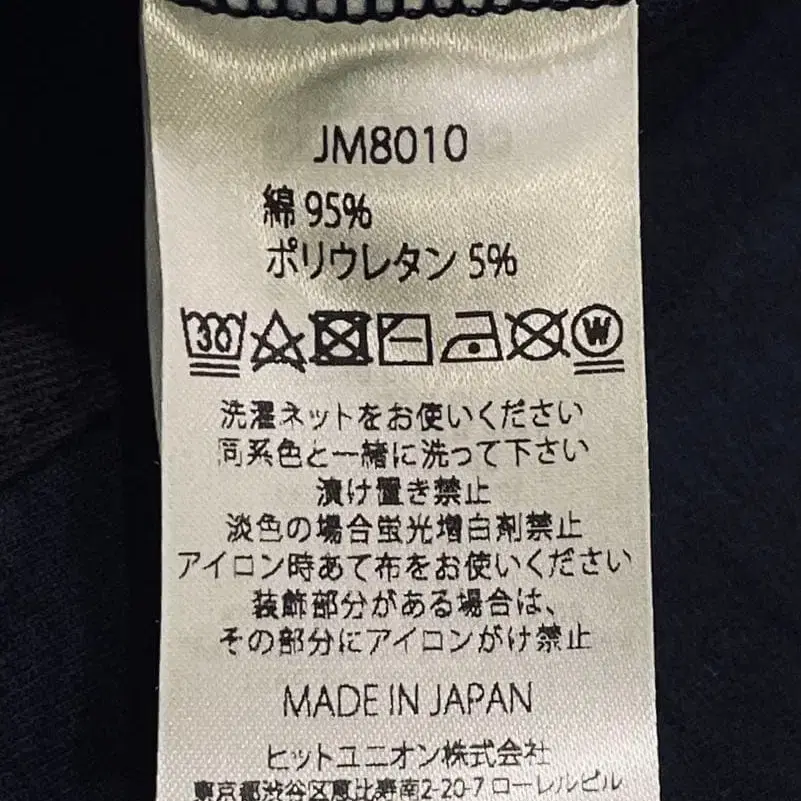 JM8010
綿 95%
ポリウレタン 5%
30 W
洗濯ネットをお使いください
同系色と一緒に洗って下さい
漬け置き禁止
淡色の場合蛍光増白剤禁止
アイロン時あて布をお使いください
装飾部分がある場合は、
その部分にアイロンがけ禁止
MADE IN JAPAN
ヒットユニオン株式会社
東京都渋谷区恵比寿南2-20-7 ローレルビル